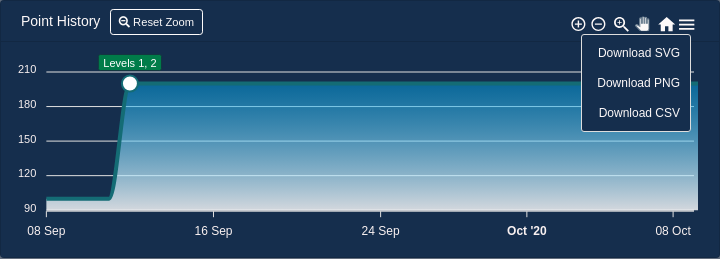 Point History
Reset Zoom
Download SVG
Download PNG
Download CSV
Levels 1, 2
210
180
150
120
90
08 Sep
16 Sep
24 Sep
Oct '20
08 Oct